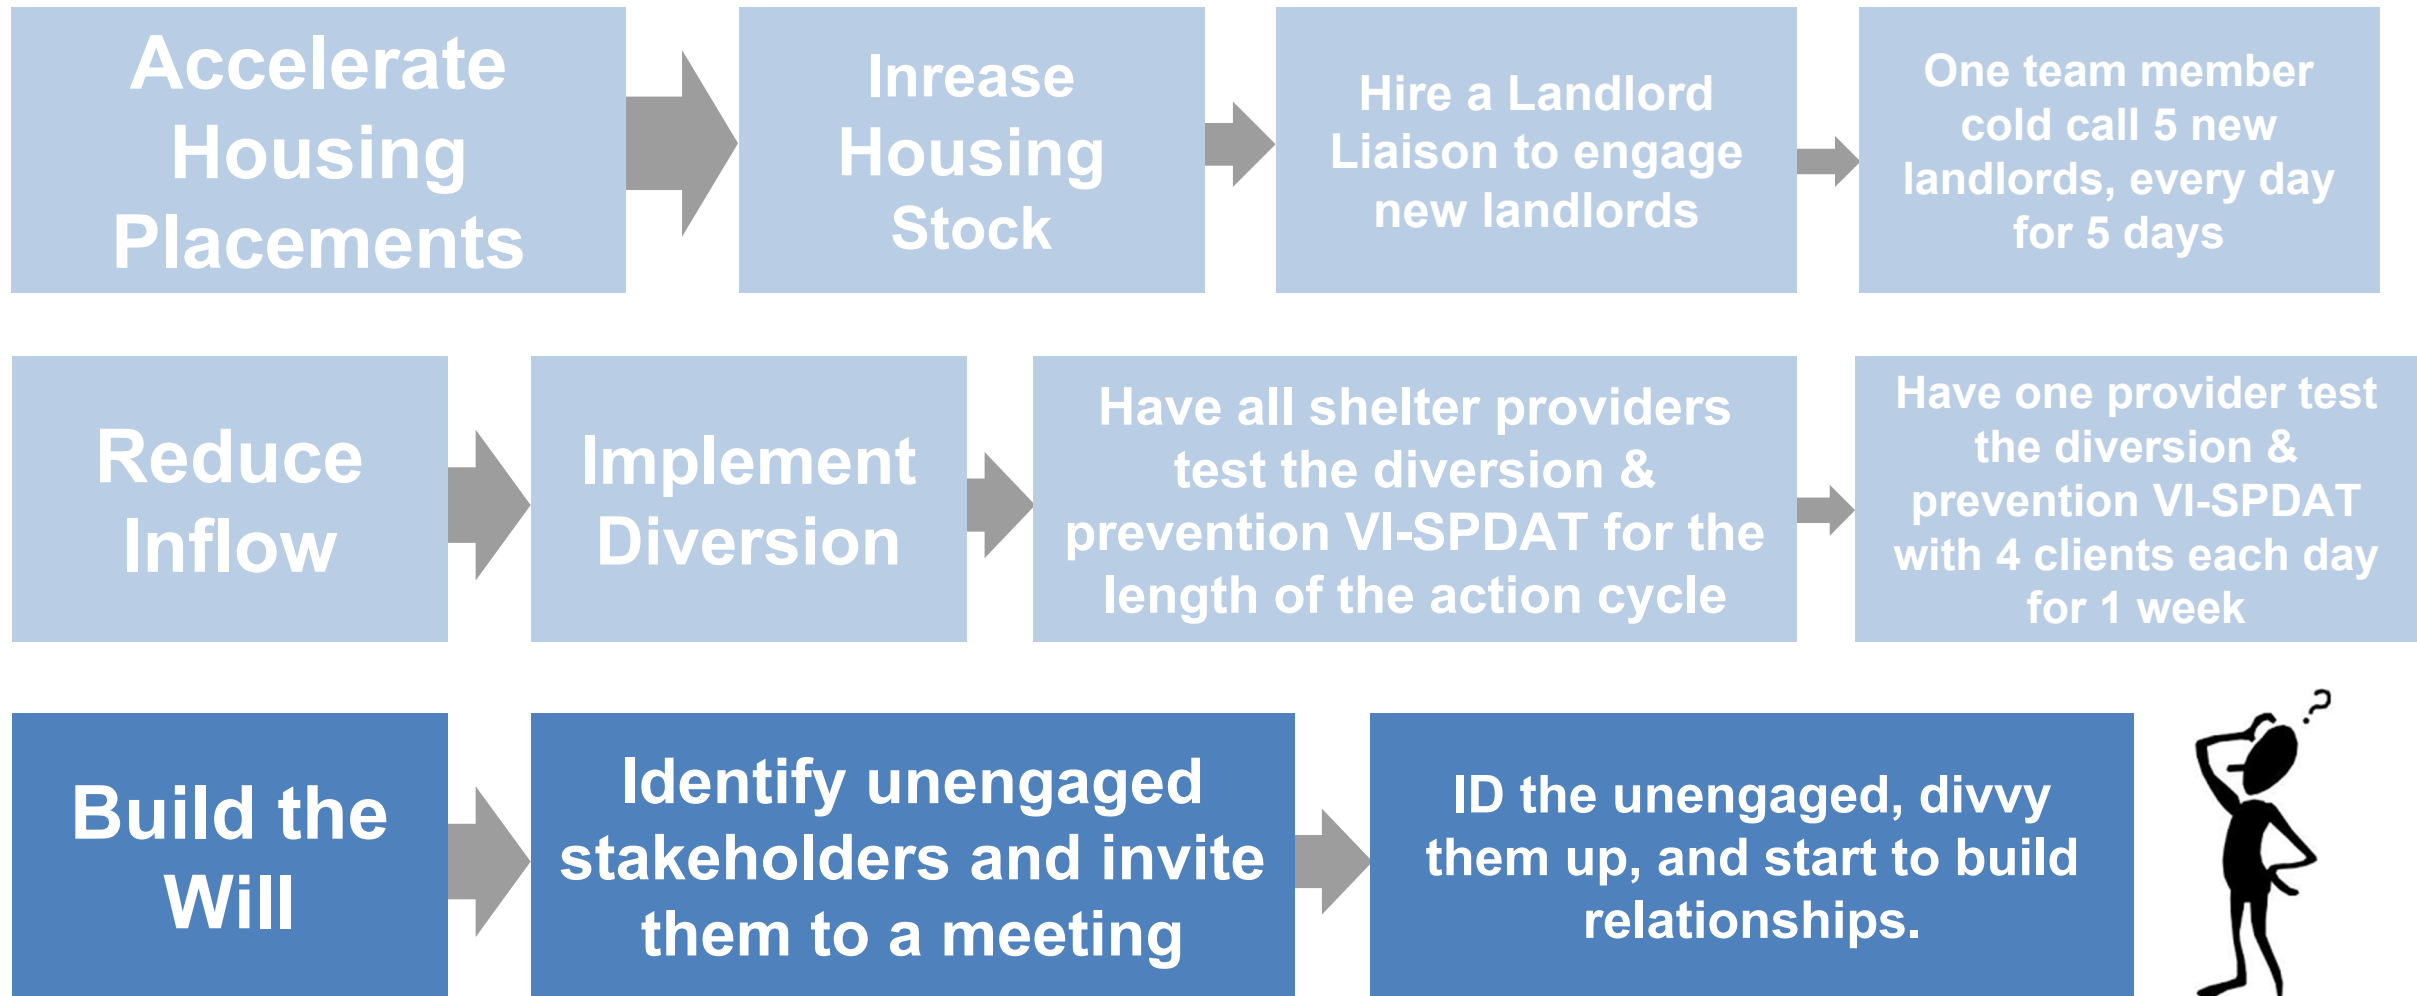 Accelerate
Housing
Placements
Inrease
Housing
Stock
Hire a Landlord
Liaison to engage
new landlords
One team member
cold call 5 new
landlords, every day
for 5 days
Reduce
Inflow
Implement
Diversion
Have all shelter providers
test the diversion &
prevention VI-SPDAT for the
length of the action cycle
Have one provider test
the diversion &
prevention VI-SPDAT
with 4 clients each day
for 1 week
Build the
Will
Identify unengaged
stakeholders and invite
them to a meeting
ID the unengaged, divvy
them up, and start to build
relationships.
?